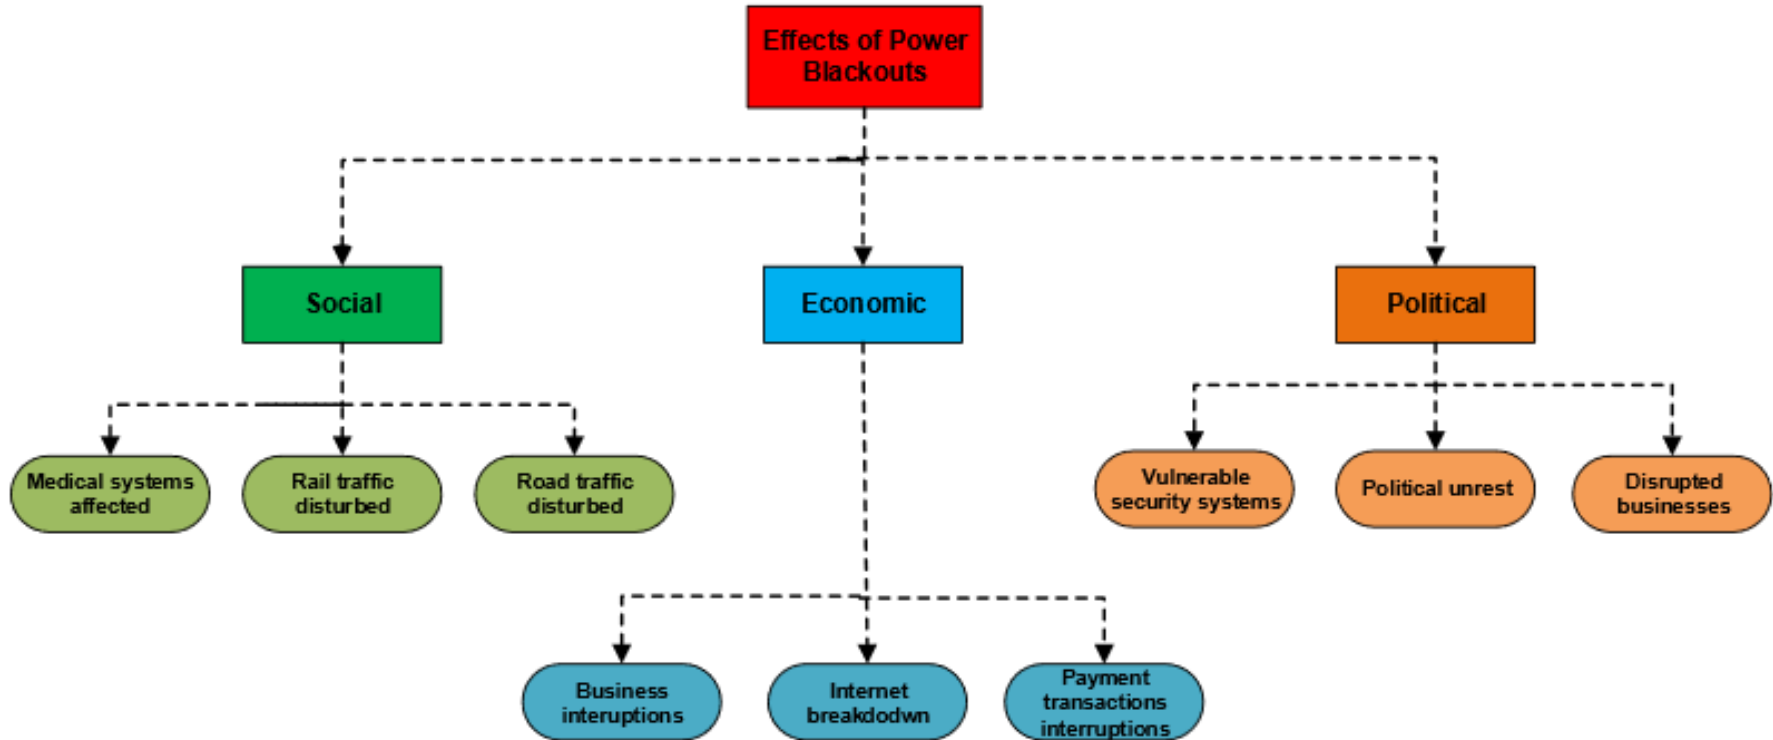 Effects of Power
Blackouts
Social
Economic
Political
Medical systems
affected
Rail traffic
disturbed
Road traffic
disturbed
Vulnerable
security systems
Political unrest
Disrupted
businesses
Business
interuptions
Internet
breakdodwn
Payment
transactions
interruptions